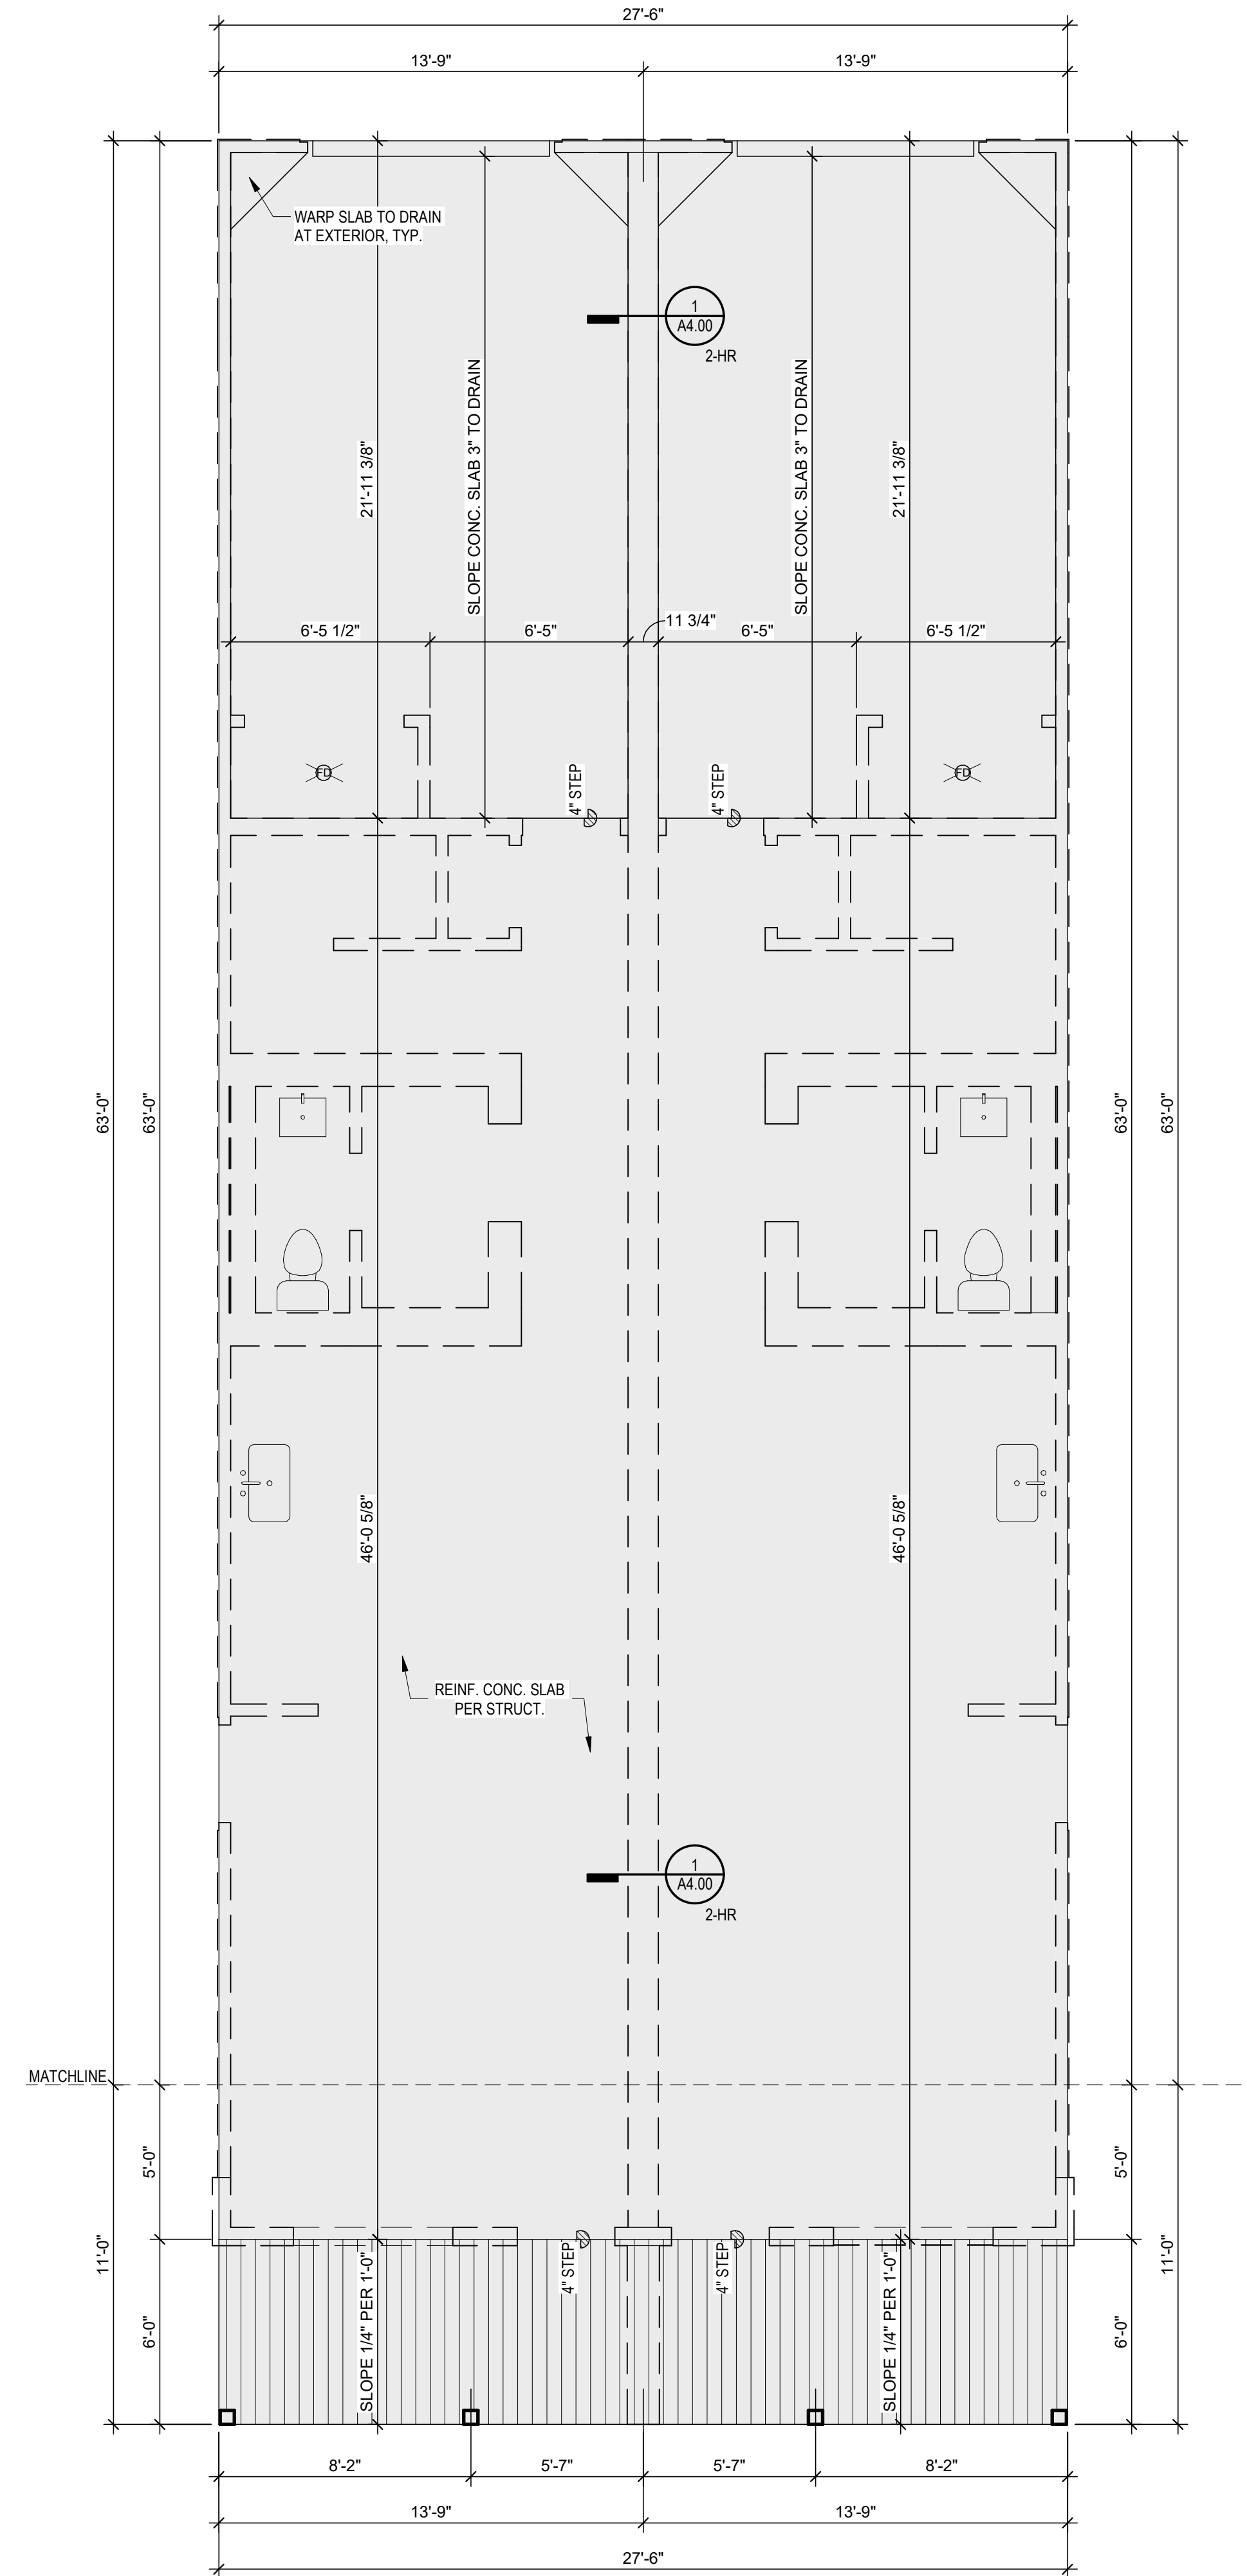 27'-6"
13'-9"
13'-9"
WARP SLAB TO DRAIN
AT EXTERIOR, TYP.
1
A4.00
2-HR
SLOPE CONC. SLAB 3" TO DRAIN
SLOPE CONC. SLAB 3" TO DRAIN
21'-11 3/8"
21'-11 3/8"
11 3/4"
6'-5 1/2"
6'-5"
6'-5"
6'-5 1/2"
FD
FD
4" STEP
4" STEP
63'-0"
63'-0"
63'-0"
63'-0"
46'-0 5/8"
46'-0 5/8"
REINF. CONC. SLAB
PER STRUCT.
1
A4.00
2-HR
MATCHLINE
5'-0"
5'-0"
11'-0"
11'-0"
4" STEP
4" STEP
SLOPE 1/4" PER 1'-0"
SLOPE 1/4" PER 1'-0"
6'-0"
6'-0"
8'-2"
5'-7"
5'-7"
8'-2"
13'-9"
13'-9"
27'-6"